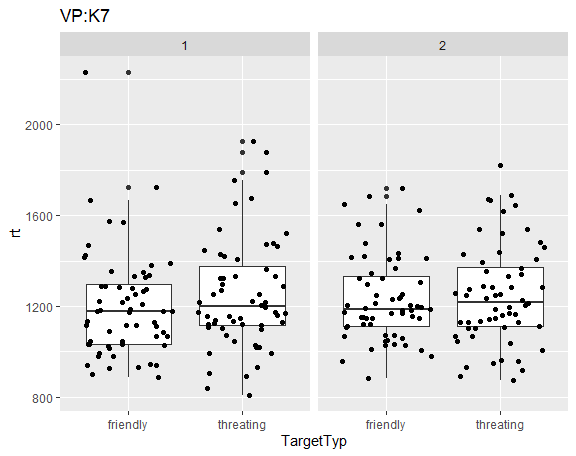 VP:K7
1 2
rt
2000
1600
1200
800
friendly threating friendly threating
TargetTyp